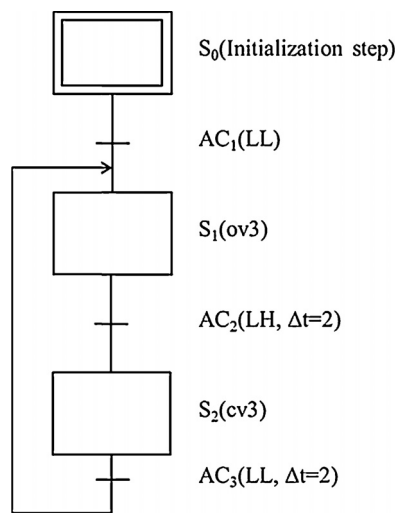 S₀(Initialization step)
AC₁(LL)
S₁(ov3)
AC₂(LH, Δt=2)
S₂(cv3)
AC₃(LL, Δt=2)